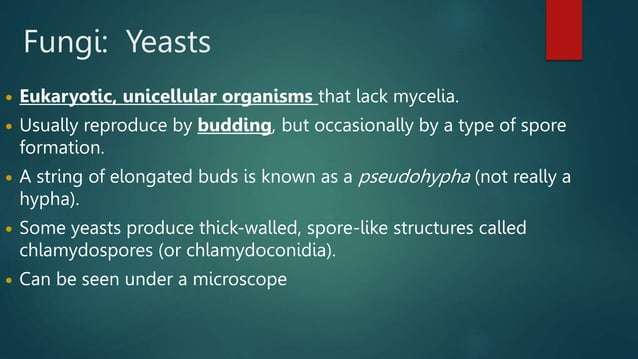 Fungi: Yeasts
• Eukaryotic, unicellular organisms that lack mycelia.
• Usually reproduce by budding, but occasionally by a type of spore
formation.
• A string of elongated buds is known as a pseudohypha (not really a
hypha).
• Some yeasts produce thick-walled, spore-like structures called
chlamydospores (or chlamydoconidia).
• Can be seen under a microscope